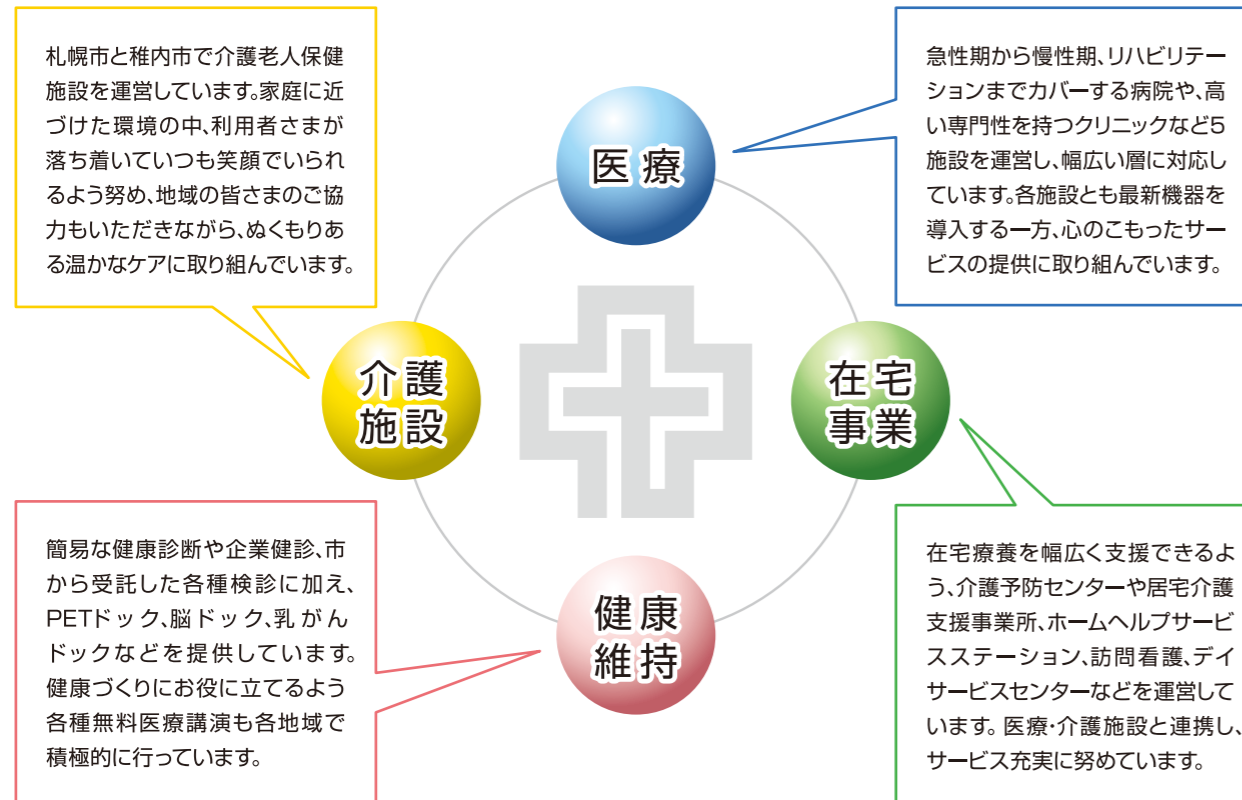 札幌市と稚内市で介護老人保健
施設を運営しています。家庭に近
づけた環境の中、利用者さまが
落ち着いていつも笑顔でいられ
るよう努め、地域の皆さまのご協
力もいただきながら、ぬくもりあ
る温かなケアに取り組んでいます。
医療
急性期から慢性期、リハビリテー
ションまでカバーする病院や、高
い専門性を持つクリニックなど5
施設を運営し、幅広い層に対応し
ています。各施設とも最新機器を
導入する一方、心のこもったサー
ビスの提供に取り組んでいます。
介護
施設
在宅
事業
簡易な健康診断や企業健診、市
から受託した各種検診に加え、
PETドック、脳ドック、乳がん
ドックなどを提供しています。
健康づくりにお役に立てるよう
各種無料医療講演も各地域で
積極的に行っています。
健康
維持
在宅療養を幅広く支援できるよ
う、介護予防センターや居宅介護
支援事業所、ホームヘルプサービ
スステーション、訪問看護、デイ
サービスセンターなどを運営して
います。医療・介護施設と連携し、
サービス充実に努めています。